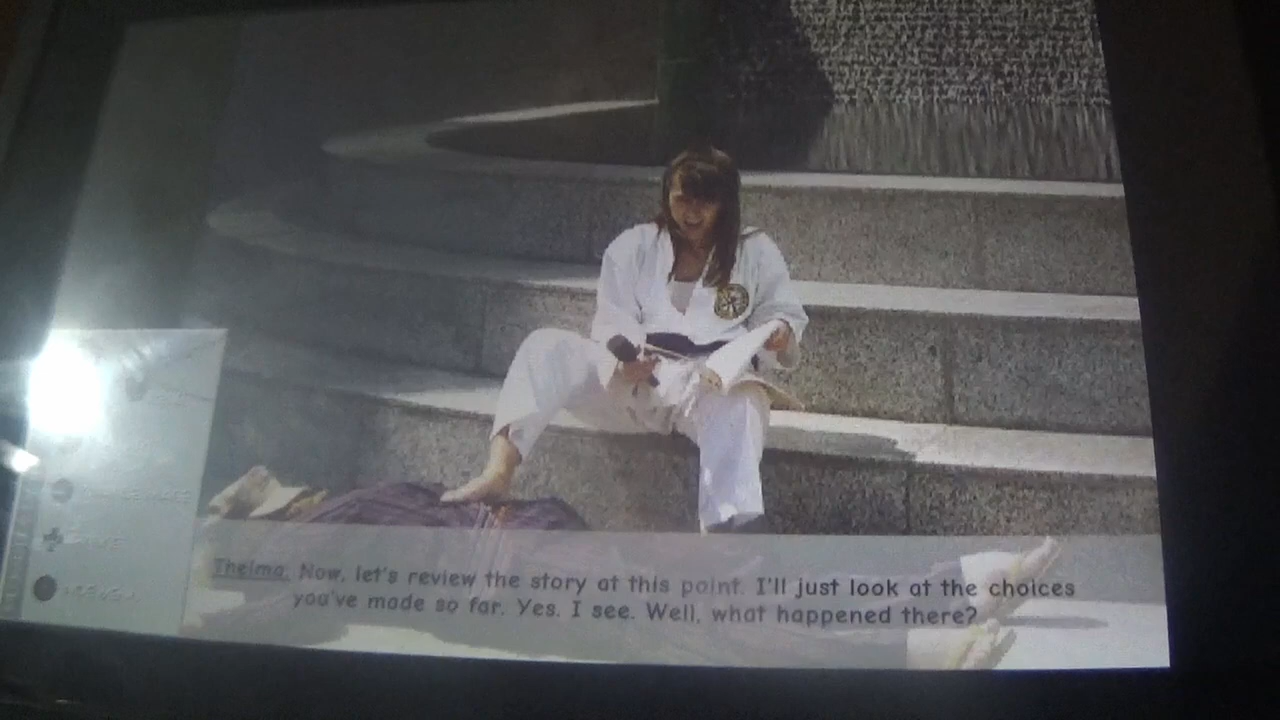 Thelma: Now, let's review the story at this point. I'll just look at the choices
you've made so far. Yes. I see. Well, what happened there?